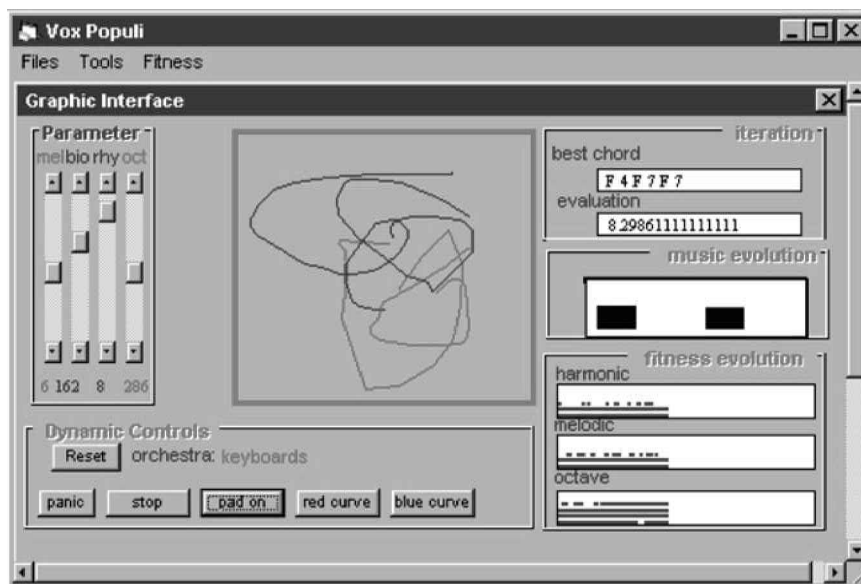 Vox Populi
Files Tools Fitness
Graphic Interface
Parameter
mel bio rhy oct
6 162 8 286
iteration
best chord
F 4 F 7 F 7
evaluation
8.29861111111111
music evolution
fitness evolution
harmonic
melodic
octave
Dynamic Controls
Reset orchestra: keyboards
panic stop pad on red curve blue curve